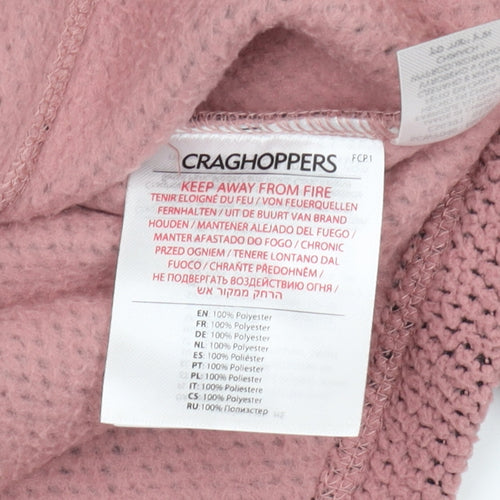 CRAGHOPPERS
FCP1
KEEP AWAY FROM FIRE
TENIR ELOIGNÉ DU FEU / VON FEUERQUELLEN
FERNHALTEN / UIT DE BUURT VAN BRAND
HOUDEN / MANTENER ALEJADO DEL FUEGO /
MANTER AFASTADO DO FOGO / CHRONIC
PRZED OGNIEM / TENERE LONTANO DAL
FUOCO / CHRAŇTE PŘEDOHNĚM /
НЕ ПОДВЕРГАТЬ ВОЗДЕЙСТВИЮ ОГНЯ /
הרחק ממקור אש
EN: 100% Polyester
FR: 100% Polyester
DE: 100% Polyester
NL: 100% Polyester
ES: 100% Poliéster
PT: 100% Poliester
PL: 100% Poliester
IT: 100% Poliestere
CS: 100% Polyester
RU: 100% Полиэстер